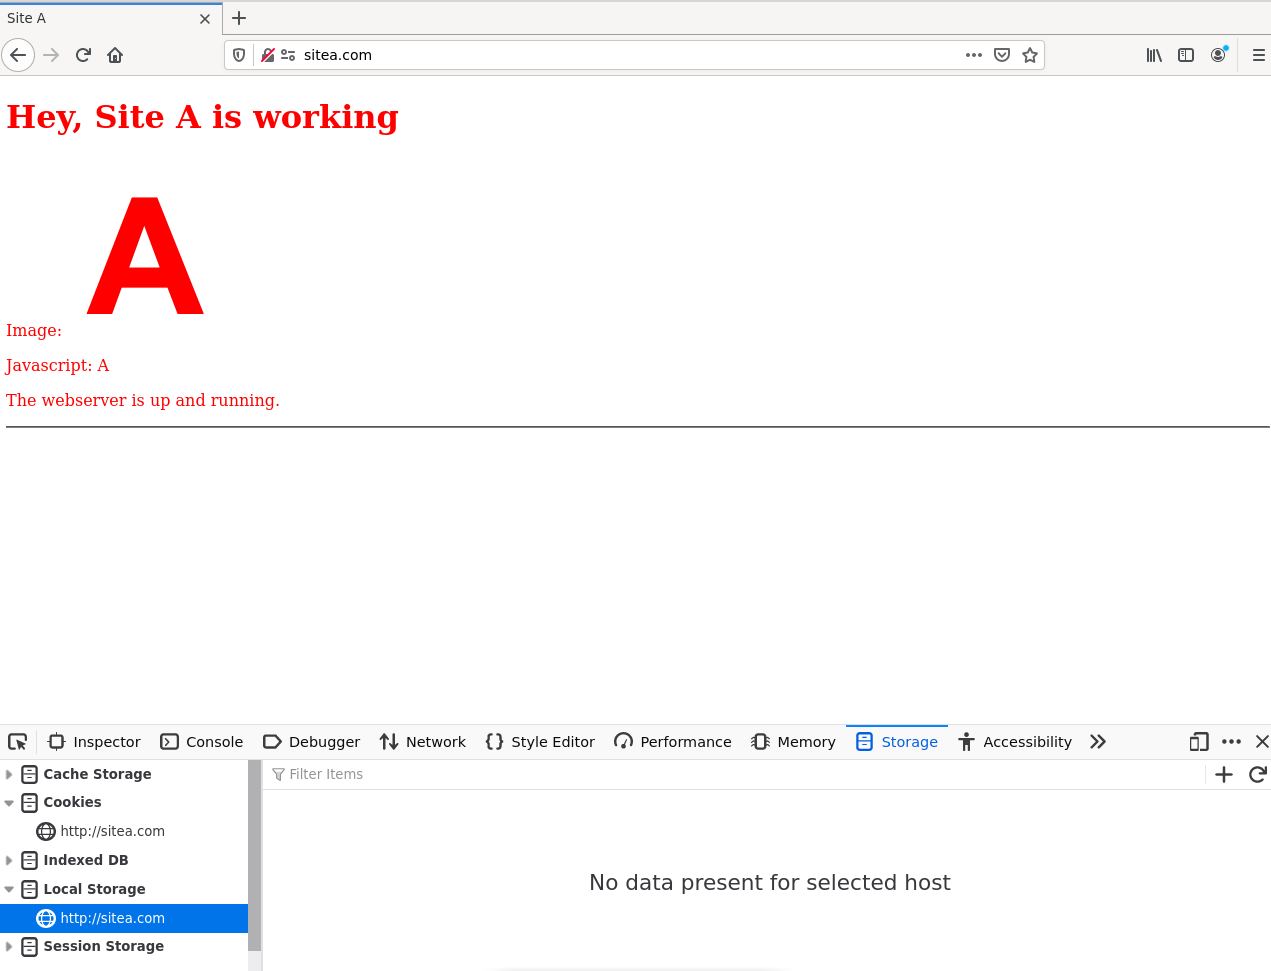 Site A
sitea.com
Hey, Site A is working
A
Image:
Javascript: A
The webserver is up and running.
Inspector Console Debugger Network Style Editor Performance Memory Storage Accessibility
Cache Storage
Filter Items
Cookies
http://sitea.com
Indexed DB
Local Storage
http://sitea.com
Session Storage
No data present for selected host